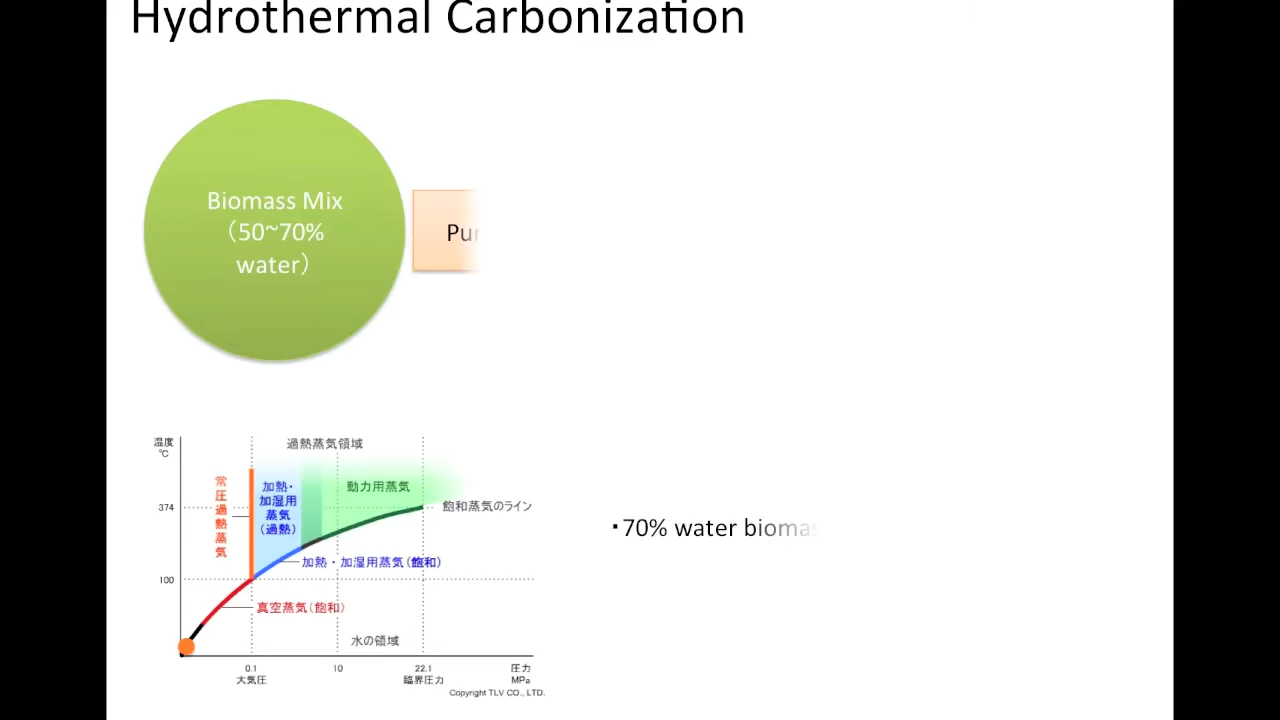 Hydrothermal Carbonization
Biomass Mix
（50~70%
water）
Pur
温度
℃
過熱蒸気領域
常圧過熱蒸気
加熱・
加湿用
蒸気
（過熱）
動力用蒸気
374
飽和蒸気のライン
・70% water biomas
加熱・加湿用蒸気（飽和）
100
真空蒸気（飽和）
水の領域
0.1
10
22.1
圧力
大気圧
臨界圧力
MPa
Copyright TLV CO., LTD.